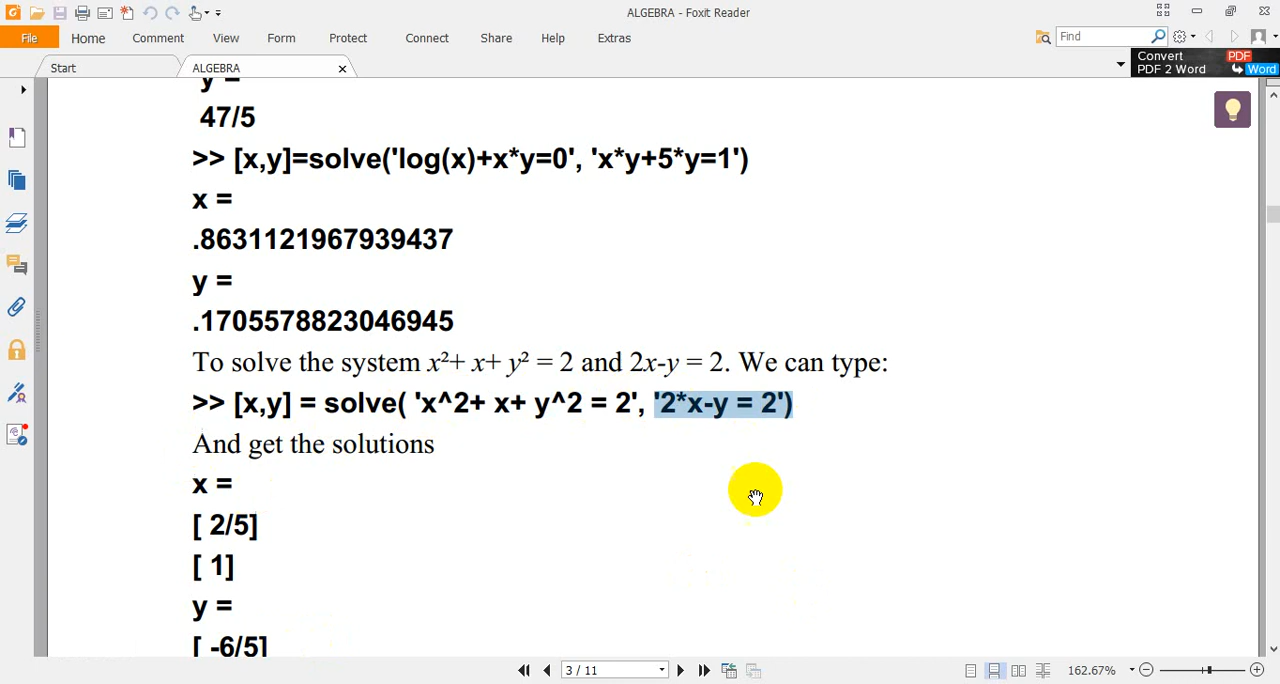 ALGEBRA - Foxit Reader
File Home Comment View Form Protect Connect Share Help Extras Find
Convert PDF
PDF 2 Word Word
Start ALGEBRA
y =
47/5
>> [x,y]=solve('log(x)+x*y=0', 'x*y+5*y=1')
x =
.8631121967939437
y =
.1705578823046945
To solve the system x²+ x+ y² = 2 and 2x-y = 2. We can type:
>> [x,y] = solve( 'x^2+ x+ y^2 = 2', '2*x-y = 2')
And get the solutions
x =
[ 2/5]
[ 1]
y =
[ -6/5]
3 / 11 162.67%